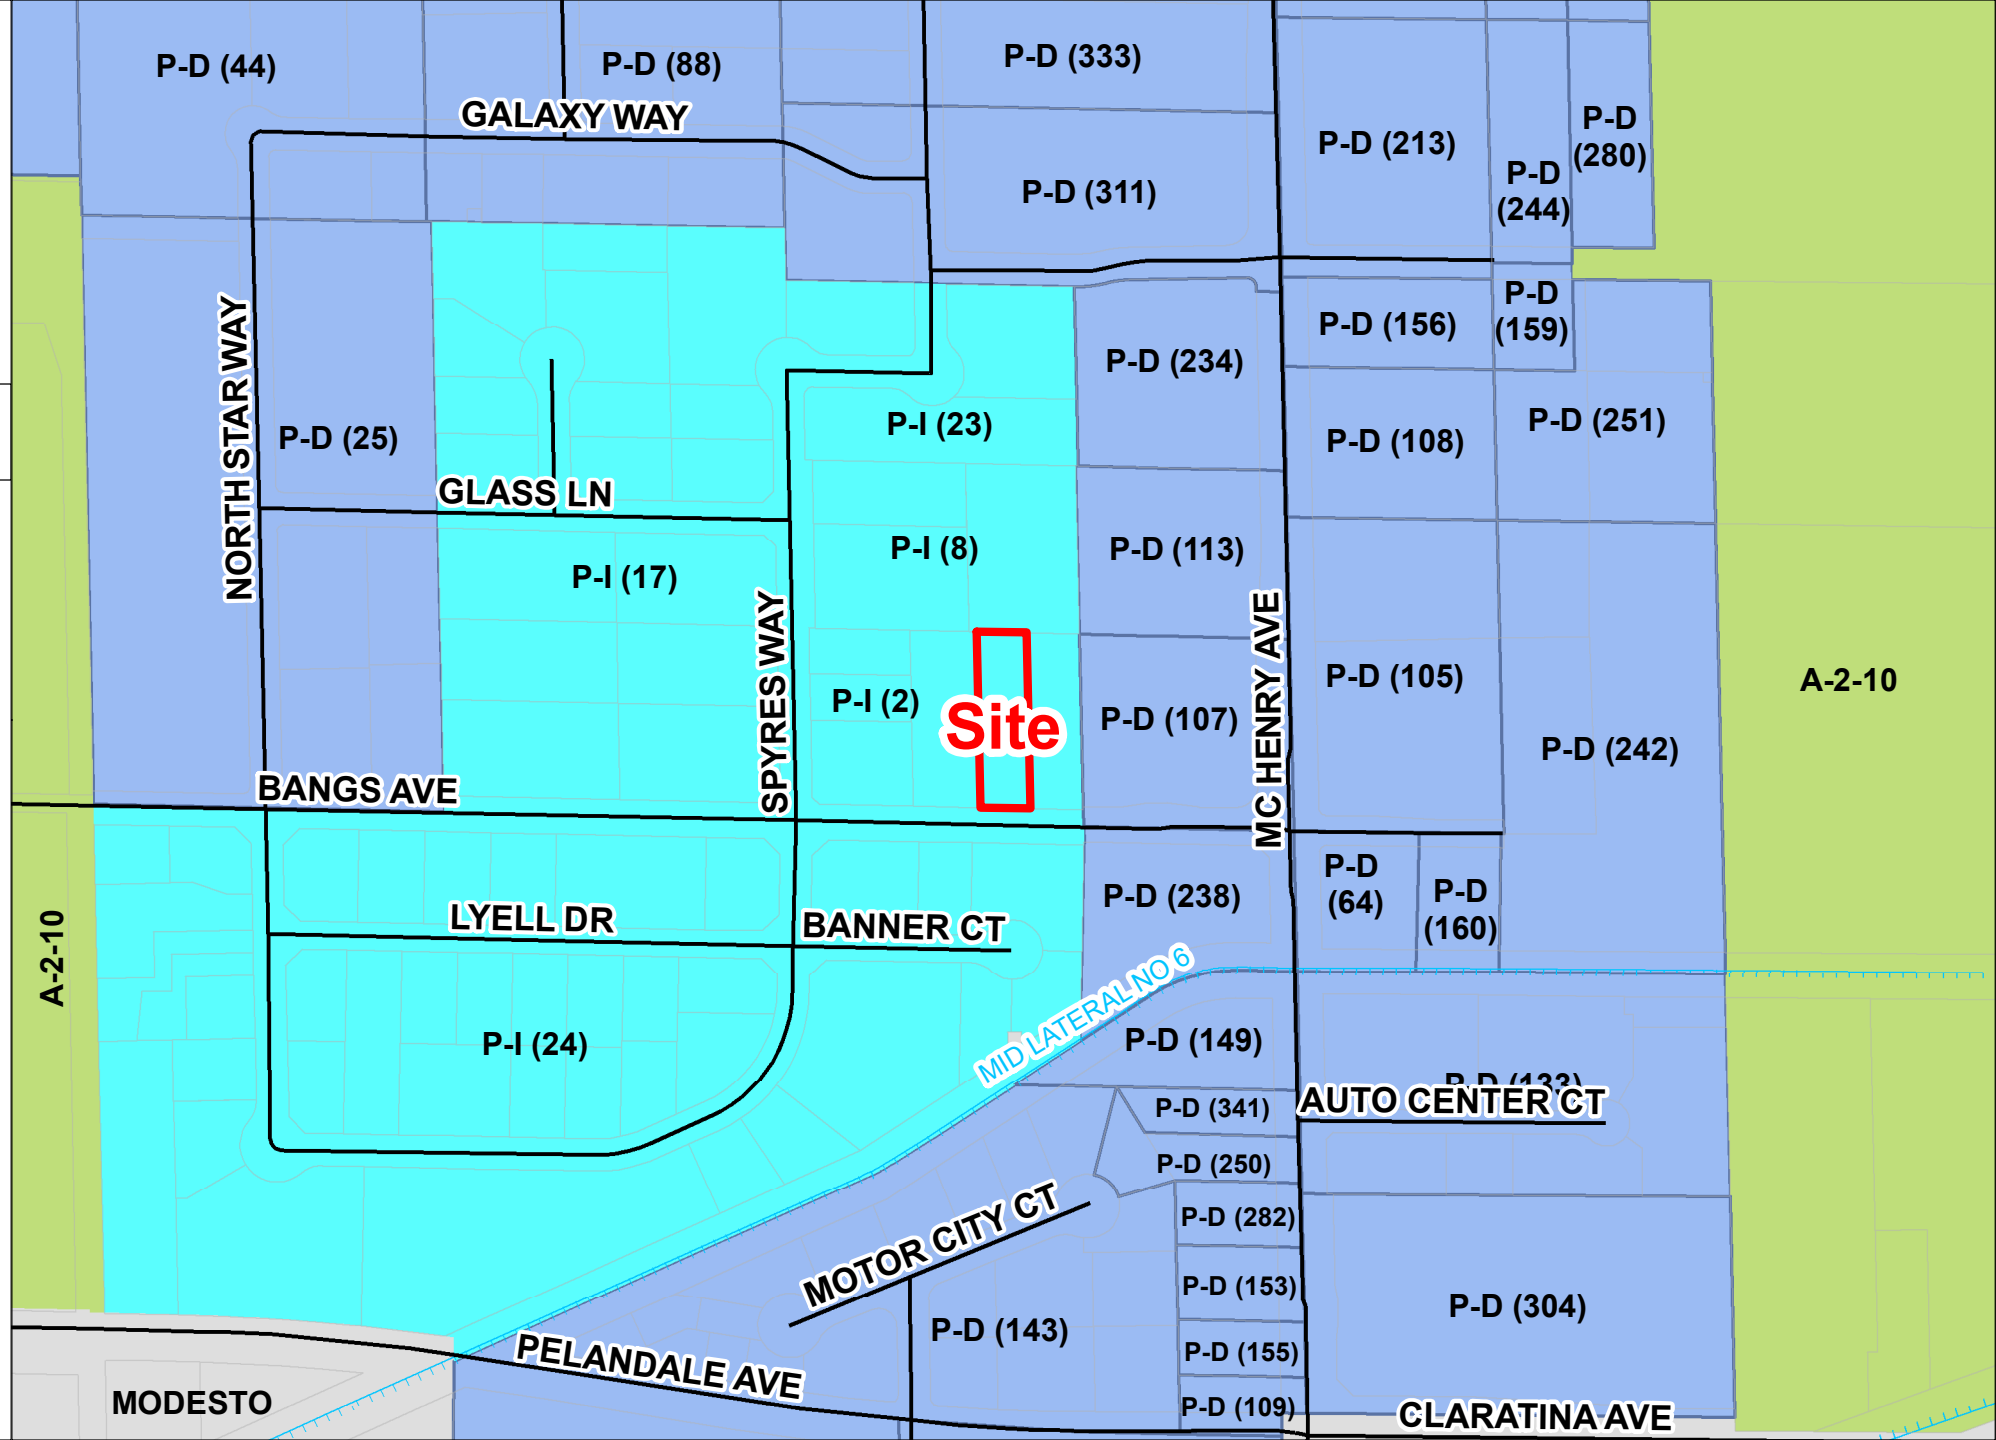 P-D (44)
P-D (88)
P-D (333)
GALAXY WAY
P-D (213)
P-D
(280)
P-D
(244)
P-D (311)
NORTH STAR WAY
P-D (25)
P-D (234)
P-D (156)
P-D
(159)
P-I (23)
P-D (108)
P-D (251)
GLASS LN
P-I (17)
P-I (8)
P-D (113)
SPYRES WAY
MC HENRY AVE
P-I (2)
Site
P-D (107)
P-D (105)
A-2-10
P-D (242)
BANGS AVE
P-D (238)
P-D
(64)
P-D
(160)
A-2-10
LYELL DR
BANNER CT
MID LATERAL NO 6
P-I (24)
P-D (149)
P-D (133)
AUTO CENTER CT
P-D (341)
P-D (250)
MOTOR CITY CT
P-D (282)
P-D (153)
P-D (304)
P-D (143)
P-D (155)
PELANDALE AVE
MODESTO
P-D (109)
CLARATINA AVE